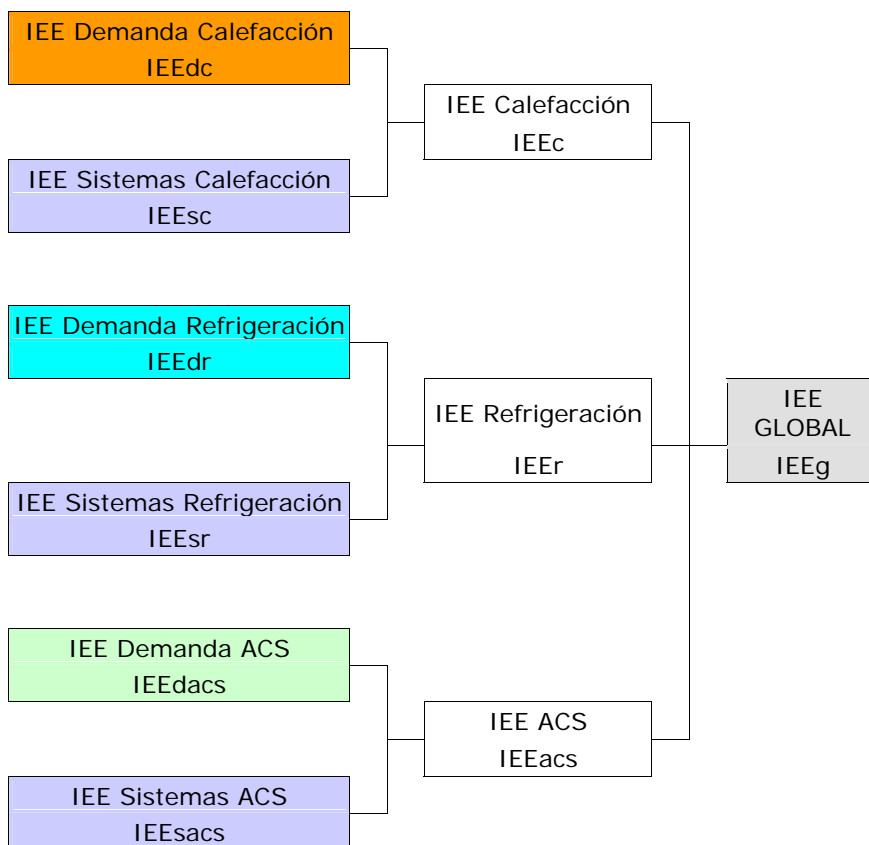 IEE Demanda Calefacción
IEEdc
IEE Calefacción
IEEc
IEE Sistemas Calefacción
IEEsc
IEE Demanda Refrigeración
IEEdr
IEE Refrigeración
IEEr
IEE
GLOBAL
IEEg
IEE Sistemas Refrigeración
IEEsr
IEE Demanda ACS
IEEdacs
IEE ACS
IEEacs
IEE Sistemas ACS
IEEsacs